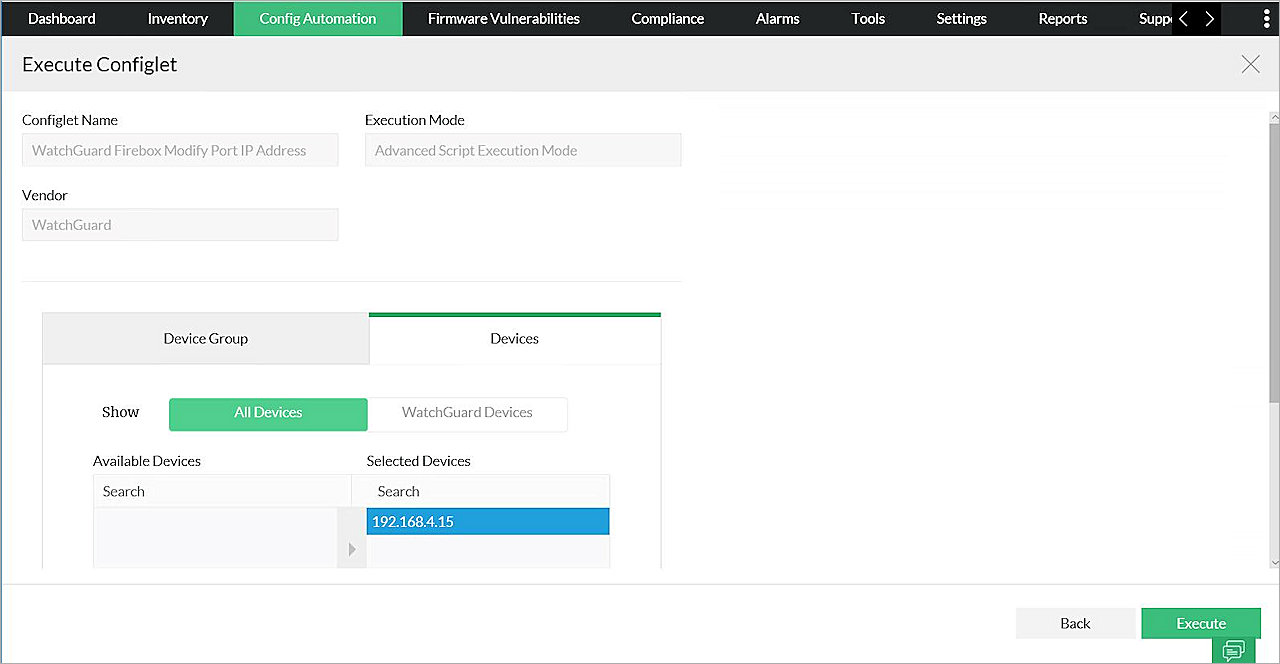 Dashboard Inventory Config Automation Firmware Vulnerabilities Compliance Alarms Tools Settings Reports
Execute Configlet
Configlet Name Execution Mode
WatchGuard Firebox Modify Port IP Address Advanced Script Execution Mode
Vendor
WatchGuard
Device Group Devices
Show All Devices WatchGuard Devices
Available Devices Selected Devices
Search Search
192.168.4.15
Back Execute